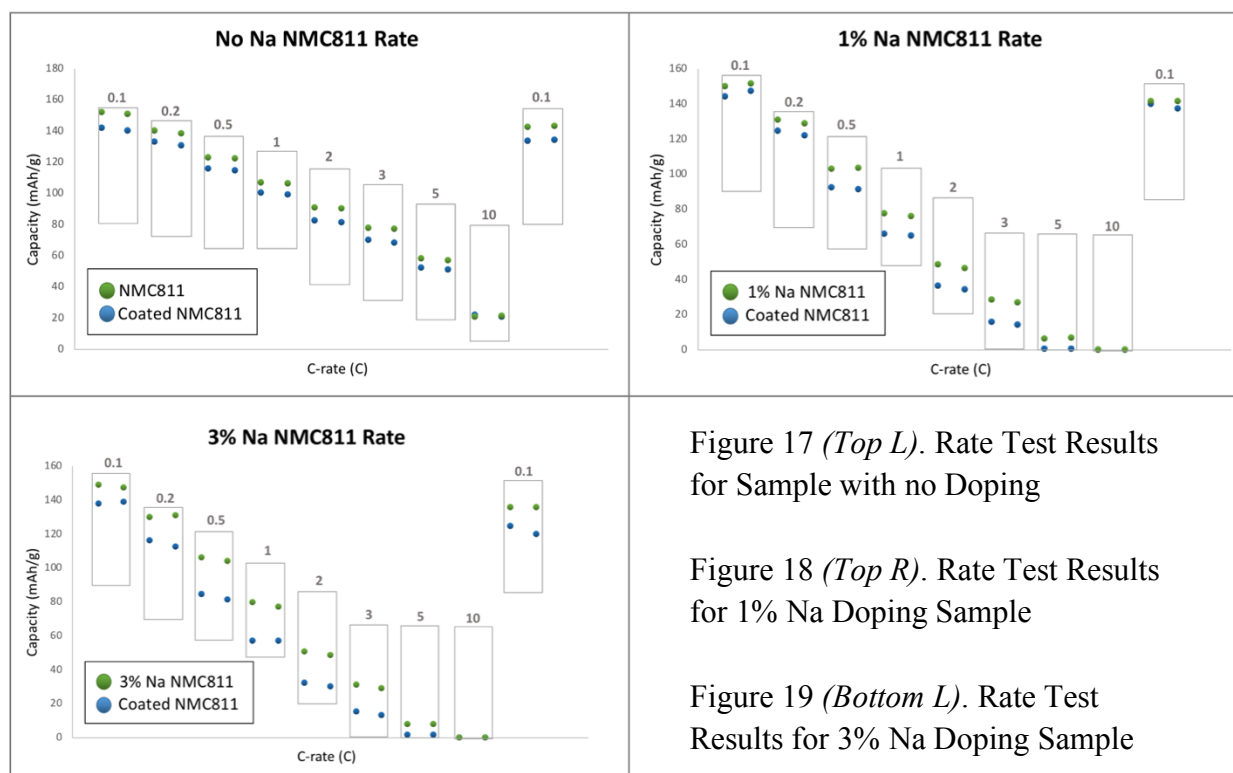 No Na NMC811 Rate
Capacity (mAh/g)
180
160
140
120
100
80
60
40
20
0
0.1
0.2
0.5
1
2
3
5
10
0.1
NMC811
Coated NMC811
C-rate (C)
1% Na NMC811 Rate
Capacity (mAh/g)
160
140
120
100
80
60
40
20
0
0.1
0.2
0.5
1
2
3
5
10
0.1
1% Na NMC811
Coated NMC811
C-rate (C)
3% Na NMC811 Rate
Capacity (mAh/g)
160
140
120
100
80
60
40
20
0
0.1
0.2
0.5
1
2
3
5
10
0.1
3% Na NMC811
Coated NMC811
C-rate (C)
Figure 17 (Top L). Rate Test Results
for Sample with no Doping
Figure 18 (Top R). Rate Test Results
for 1% Na Doping Sample
Figure 19 (Bottom L). Rate Test
Results for 3% Na Doping Sample